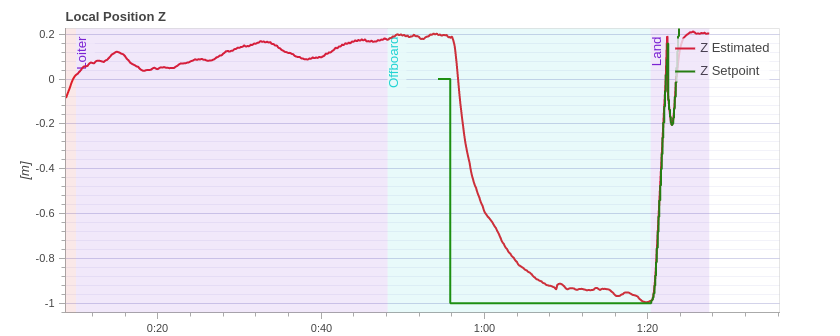 Local Position Z
0.2
0
-0.2
-0.4
-0.6
-0.8
-1
[m]
oiter
Offboard
Land
Z Estimated
Z Setpoint
0:20
0:40
1:00
1:20